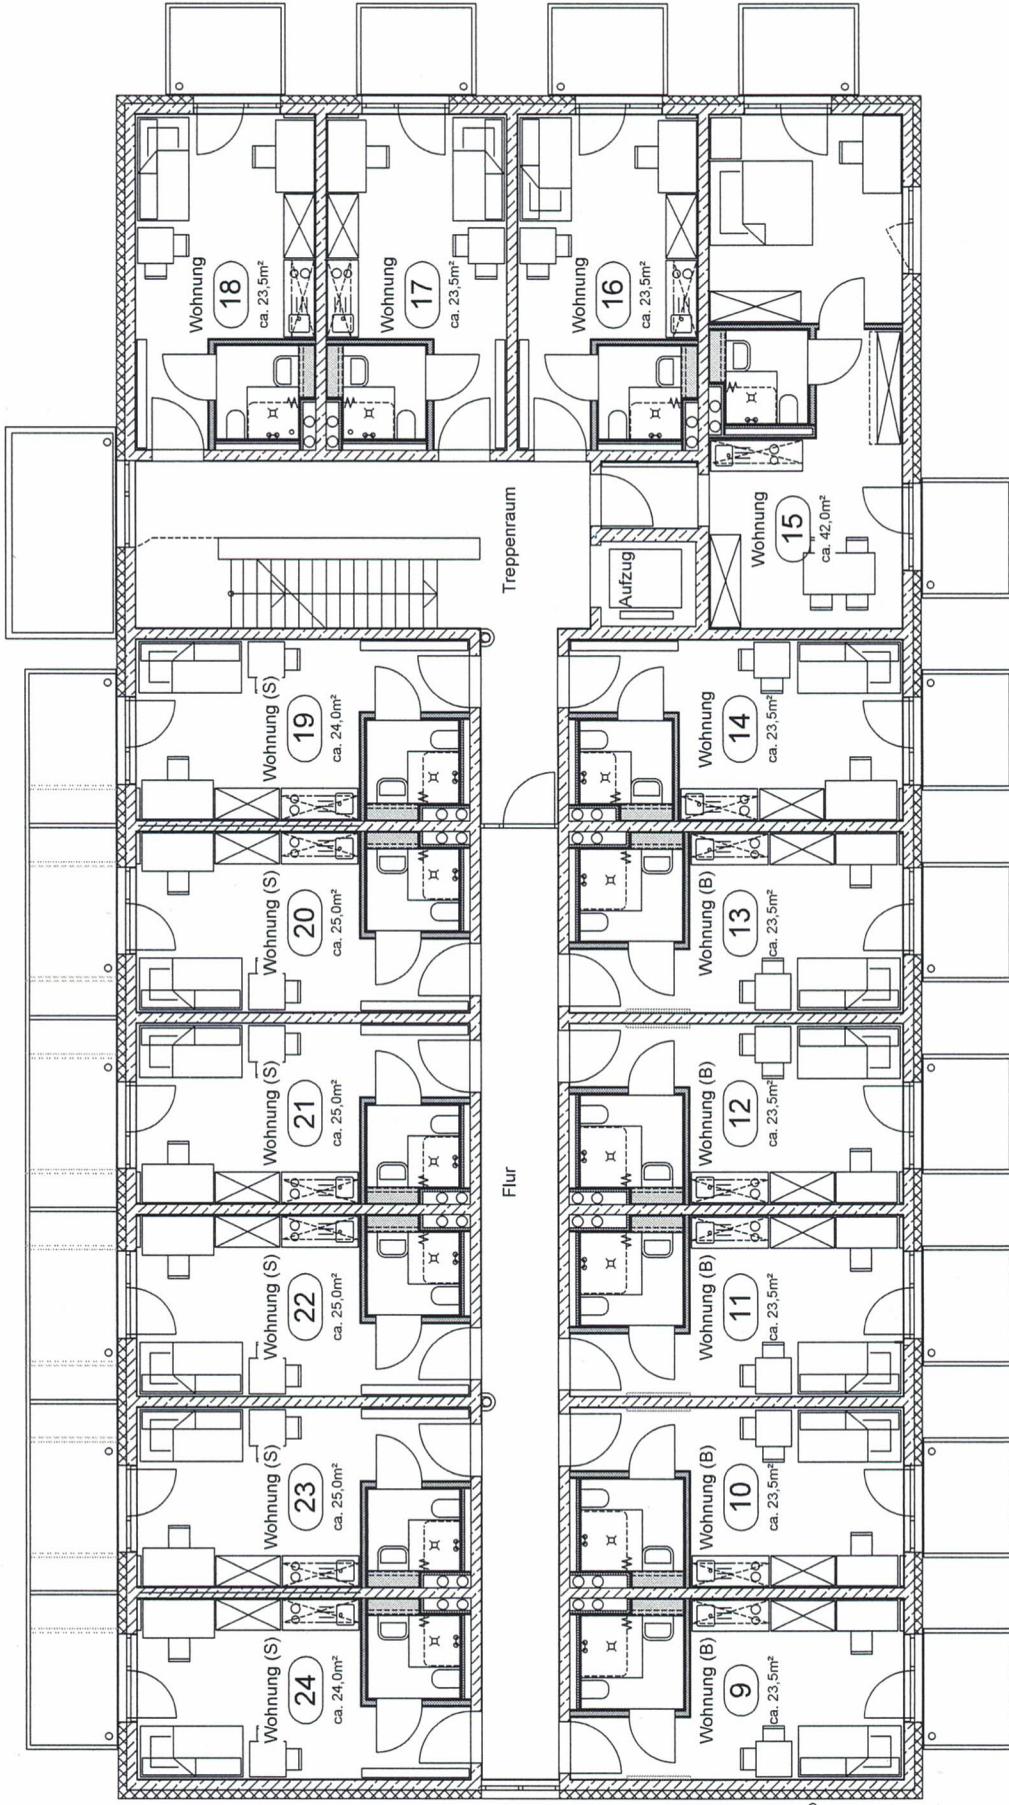 Wohnung
18
ca. 23,5m²
Wohnung
17
ca. 23,5m²
Wohnung
16
ca. 23,5m²
Wohnung
15
ca. 42,0m²
Treppenraum
Aufzug
Wohnung (S)
19
ca. 24,0m²
Wohnung
14
ca. 23,5m²
Wohnung (S)
20
ca. 25,0m²
Wohnung (B)
13
ca. 23,5m²
Wohnung (S)
21
ca. 25,0m²
Wohnung (B)
12
ca. 23,5m²
Flur
Wohnung (S)
22
ca. 25,0m²
Wohnung (B)
11
ca. 23,5m²
Wohnung (S)
23
ca. 25,0m²
Wohnung (B)
10
ca. 23,5m²
Wohnung (S)
24
ca. 24,0m²
Wohnung (B)
9
ca. 23,5m²